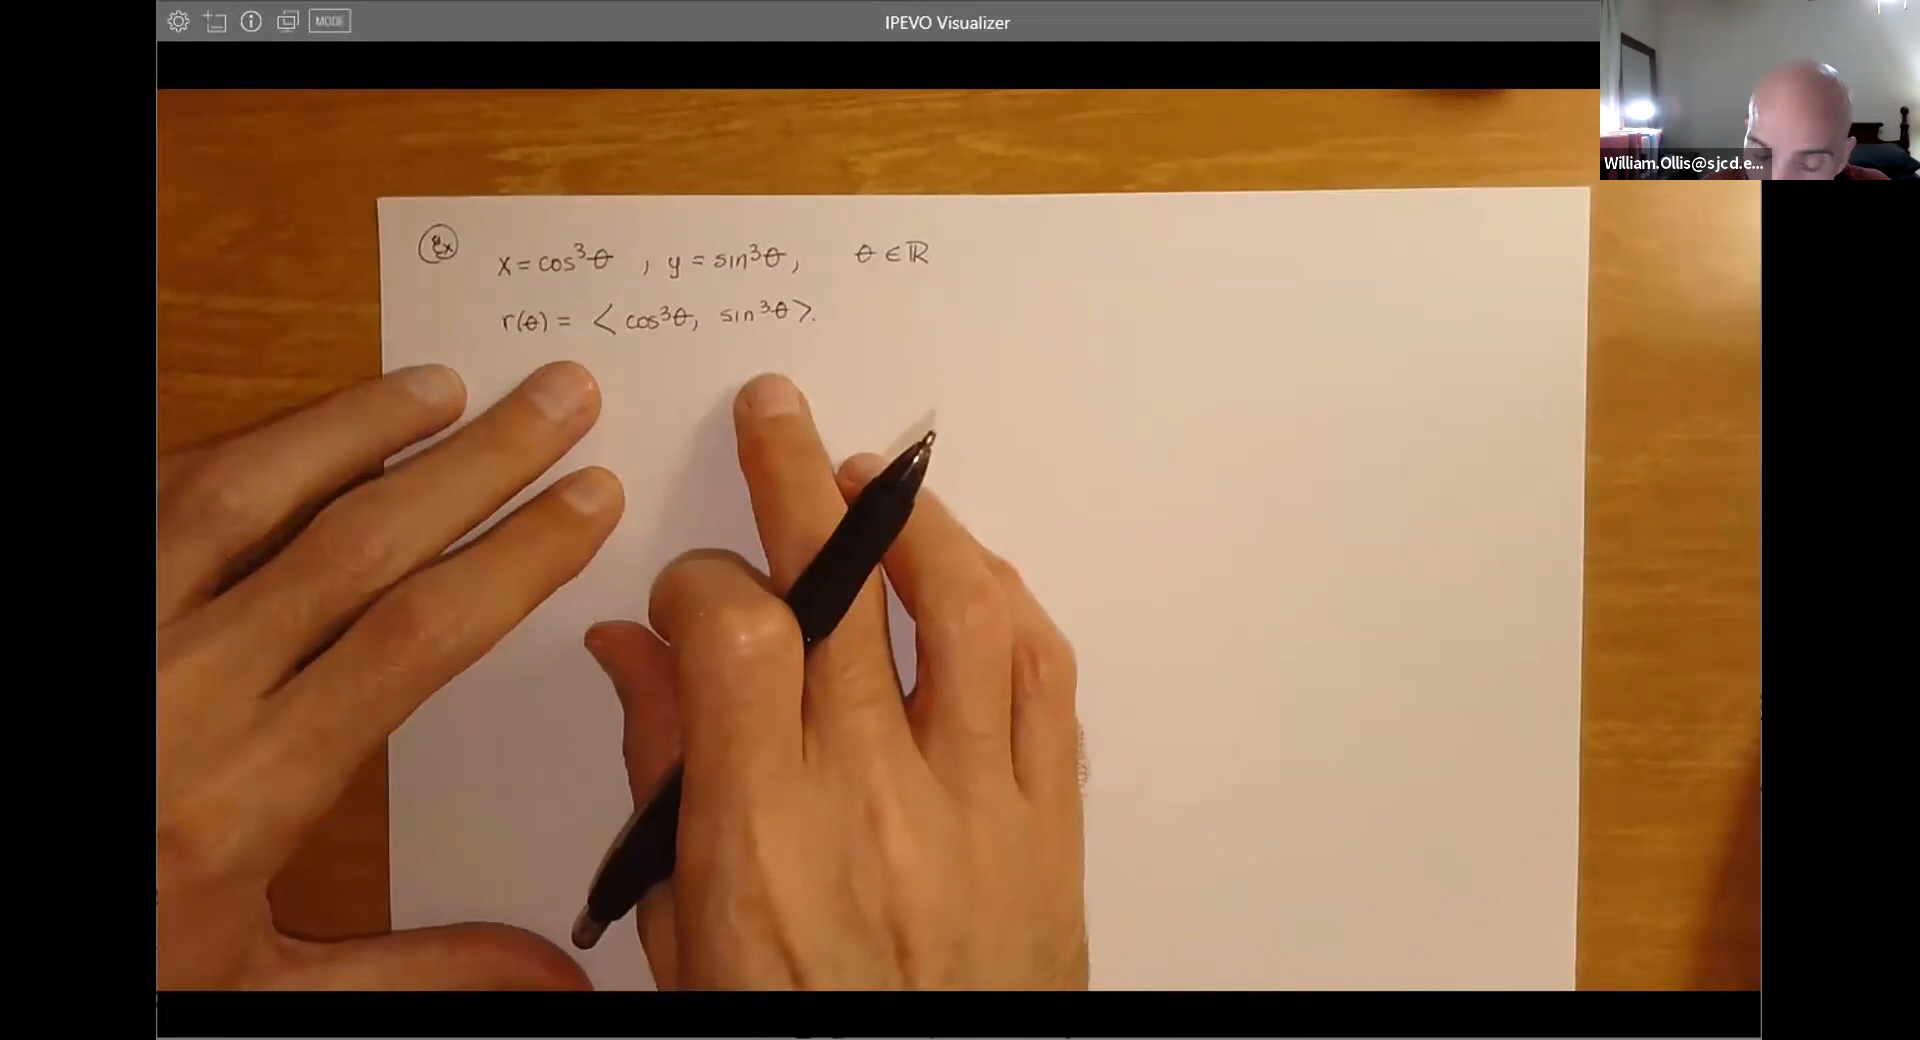 MODE
IPEVO Visualizer
William.Ollis@sjcd.e...
Ex
x = cos³θ , y = sin³θ, θ ∈ ℝ
r(θ) = < cos³θ, sin³θ >.